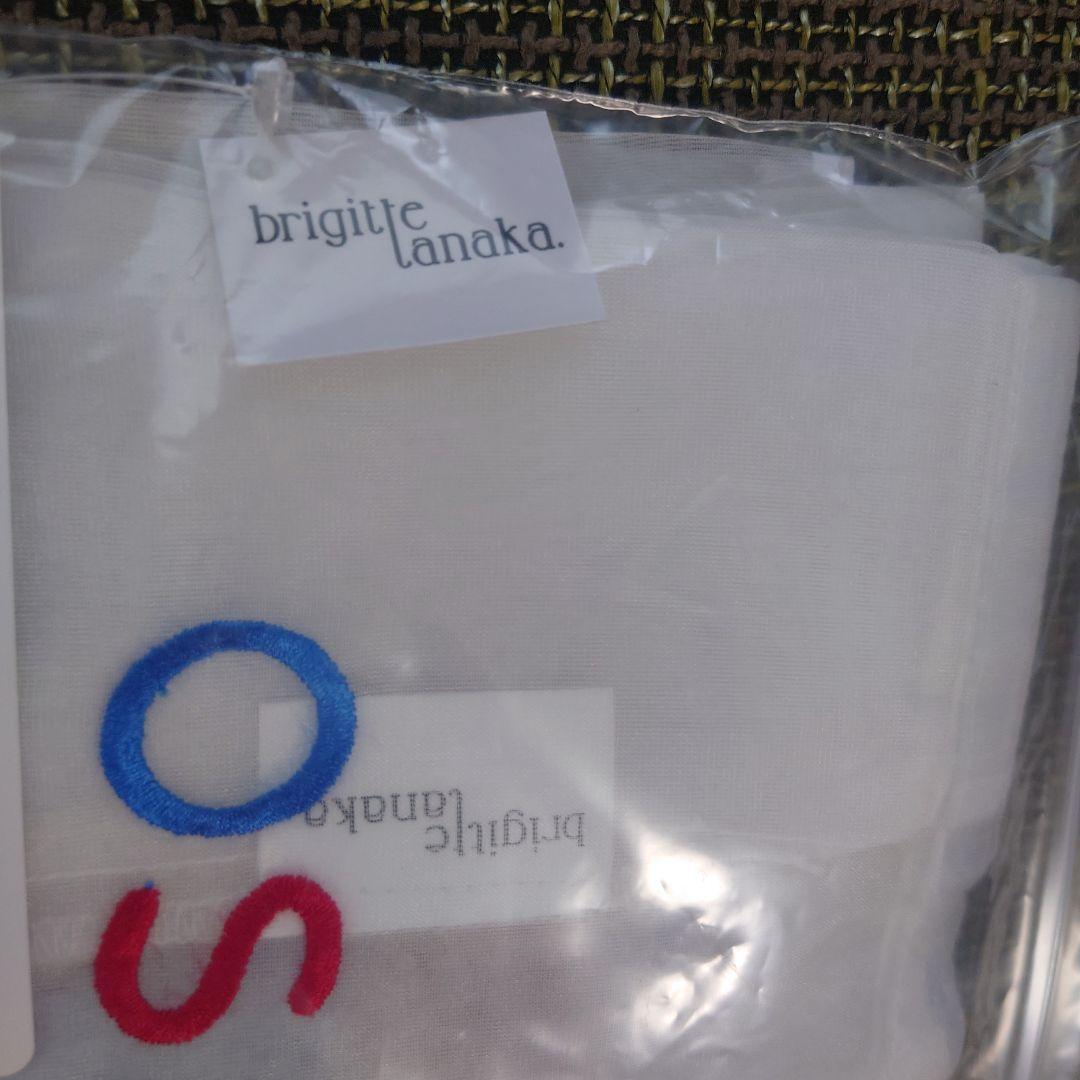 brigitte
tanaka.
O
S
brigitte
tanaka